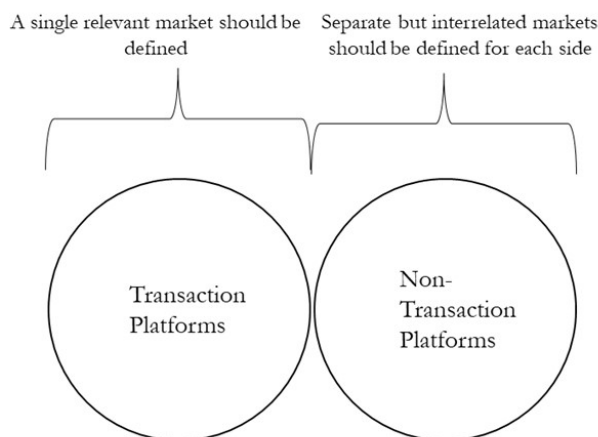 A single relevant market should be
defined
Separate but interrelated markets
should be defined for each side
Transaction
Platforms
Non-
Transaction
Platforms